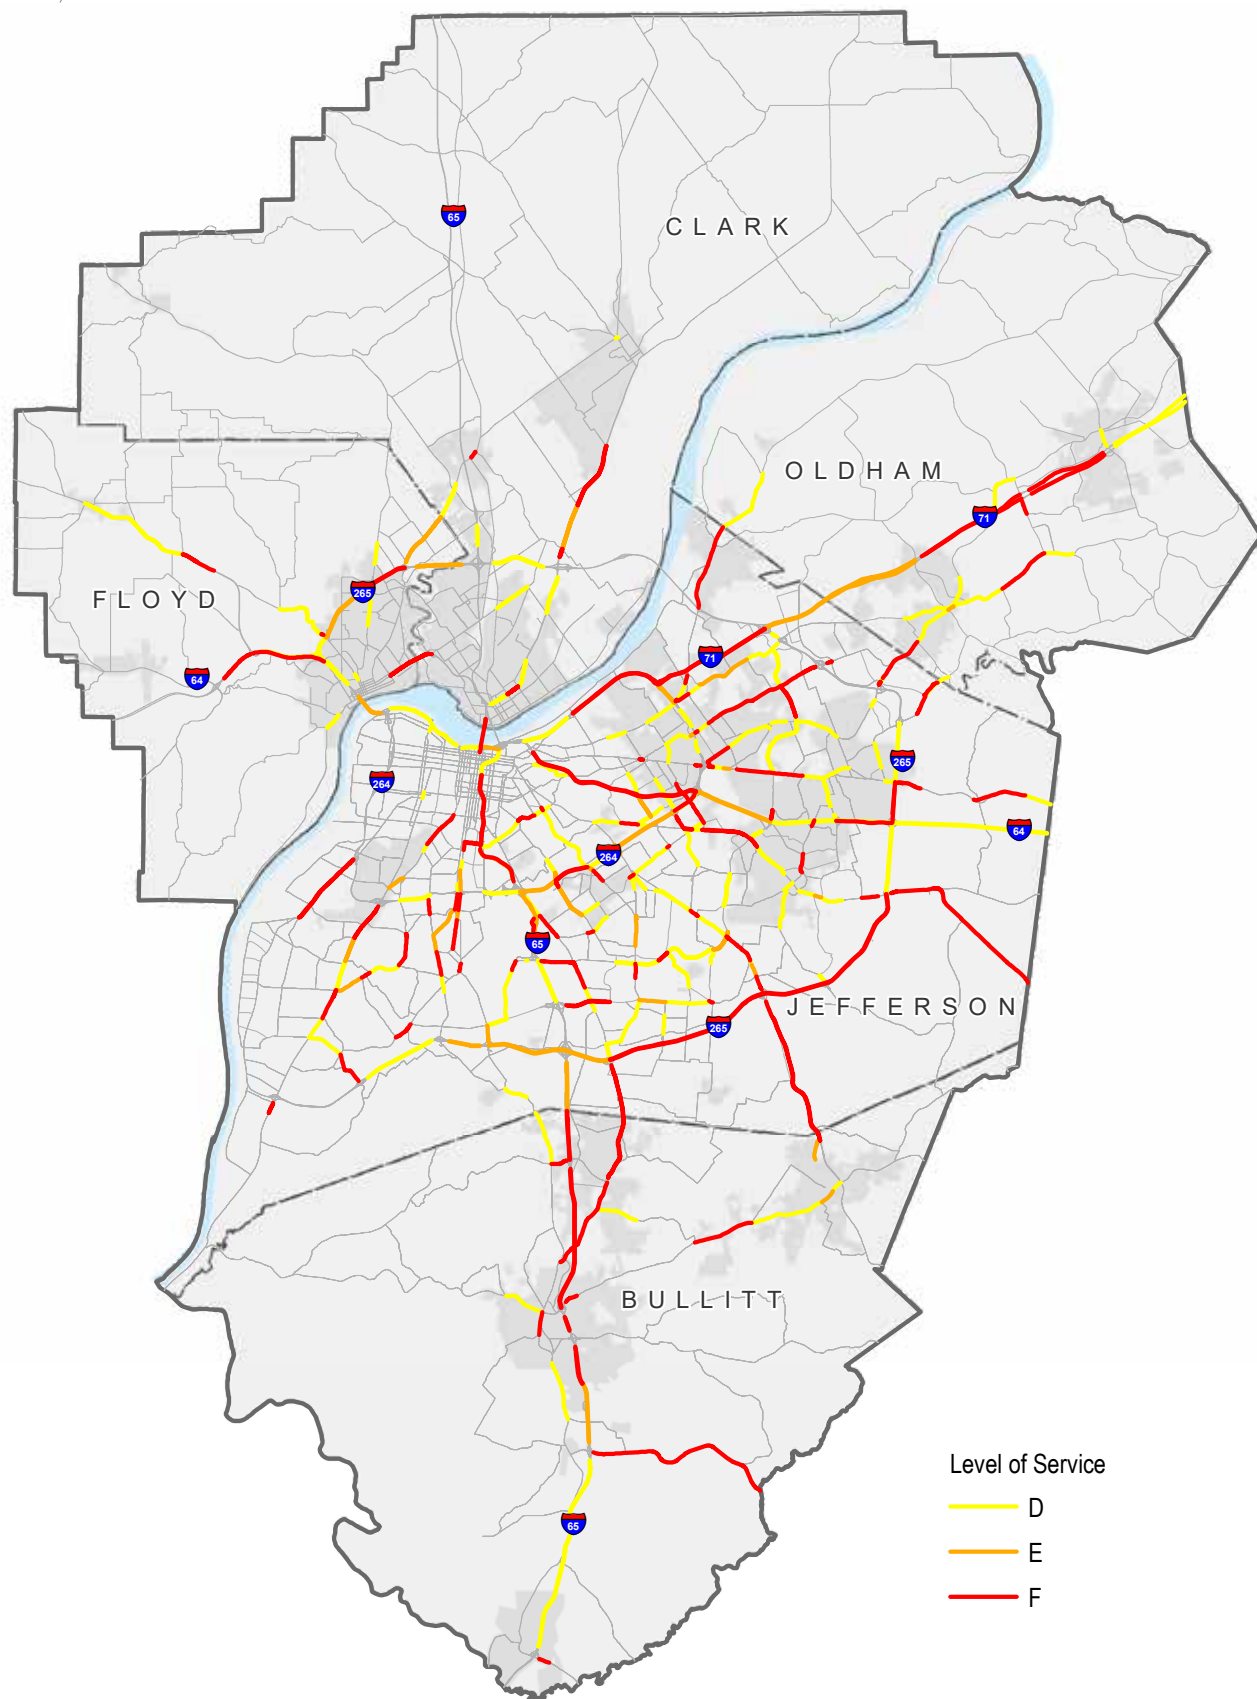 65
CLARK
OLDHAM
71
265
FLOYD
71
64
265
264
64
264
65
JEFFERSON
265
BULLITT
Level of Service
D
65
E
F